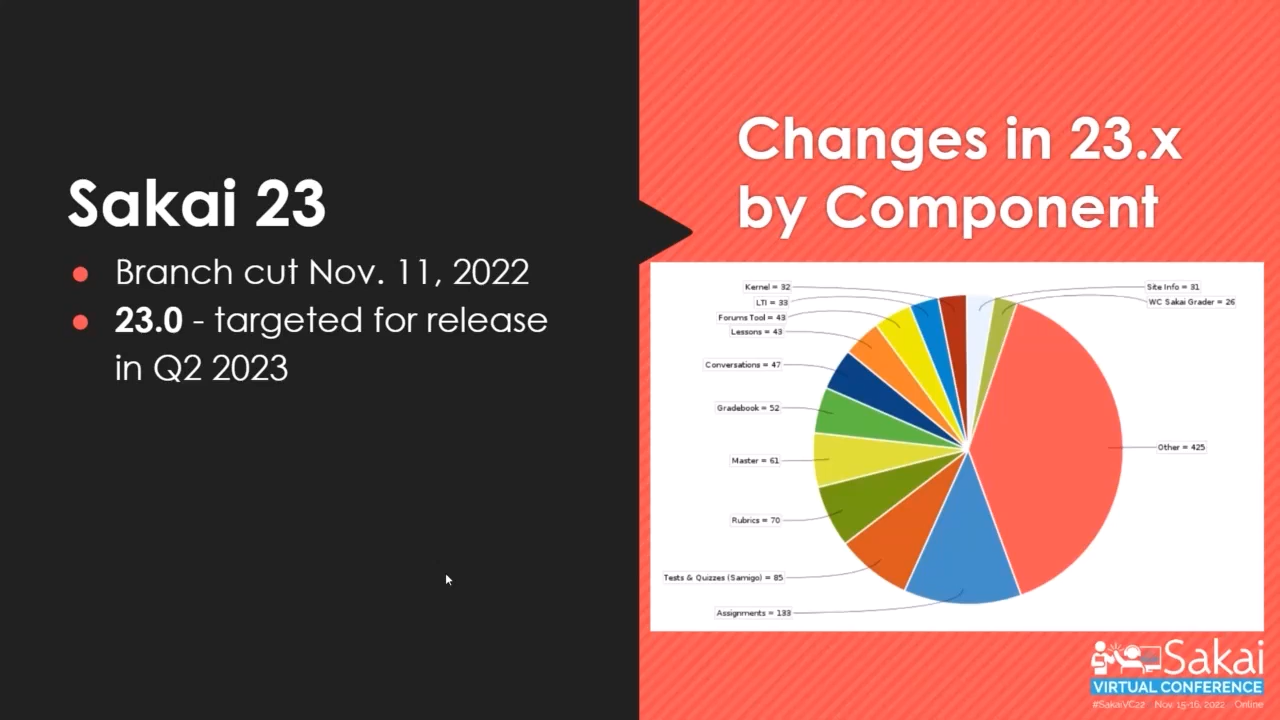 Sakai 23
● Branch cut Nov. 11, 2022
● 23.0 - targeted for release
in Q2 2023
Changes in 23.x
by Component
Kernel = 32
LTI = 33
Forums Tool = 43
Lessons = 43
Conversations = 47
Gradebook = 52
Master = 61
Rubrics = 70
Tests & Quizzes (Samigo) = 85
Assignments = 133
Site Info = 31
WC Sakai Grader = 26
Other = 425
Sakai
VIRTUAL CONFERENCE
#SakaiVC22 Nov. 15-16, 2022 Online